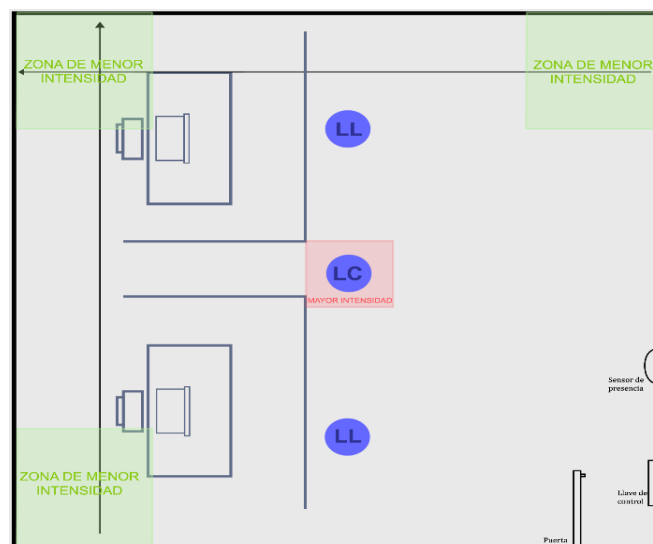 ZONA DE MENOR
INTENSIDAD
ZONA DE MENOR
INTENSIDAD
LL
LC
MAYOR INTENSIDAD
Sensor de
presencia
LL
ZONA DE MENOR
INTENSIDAD
Llave de
control
Puerta